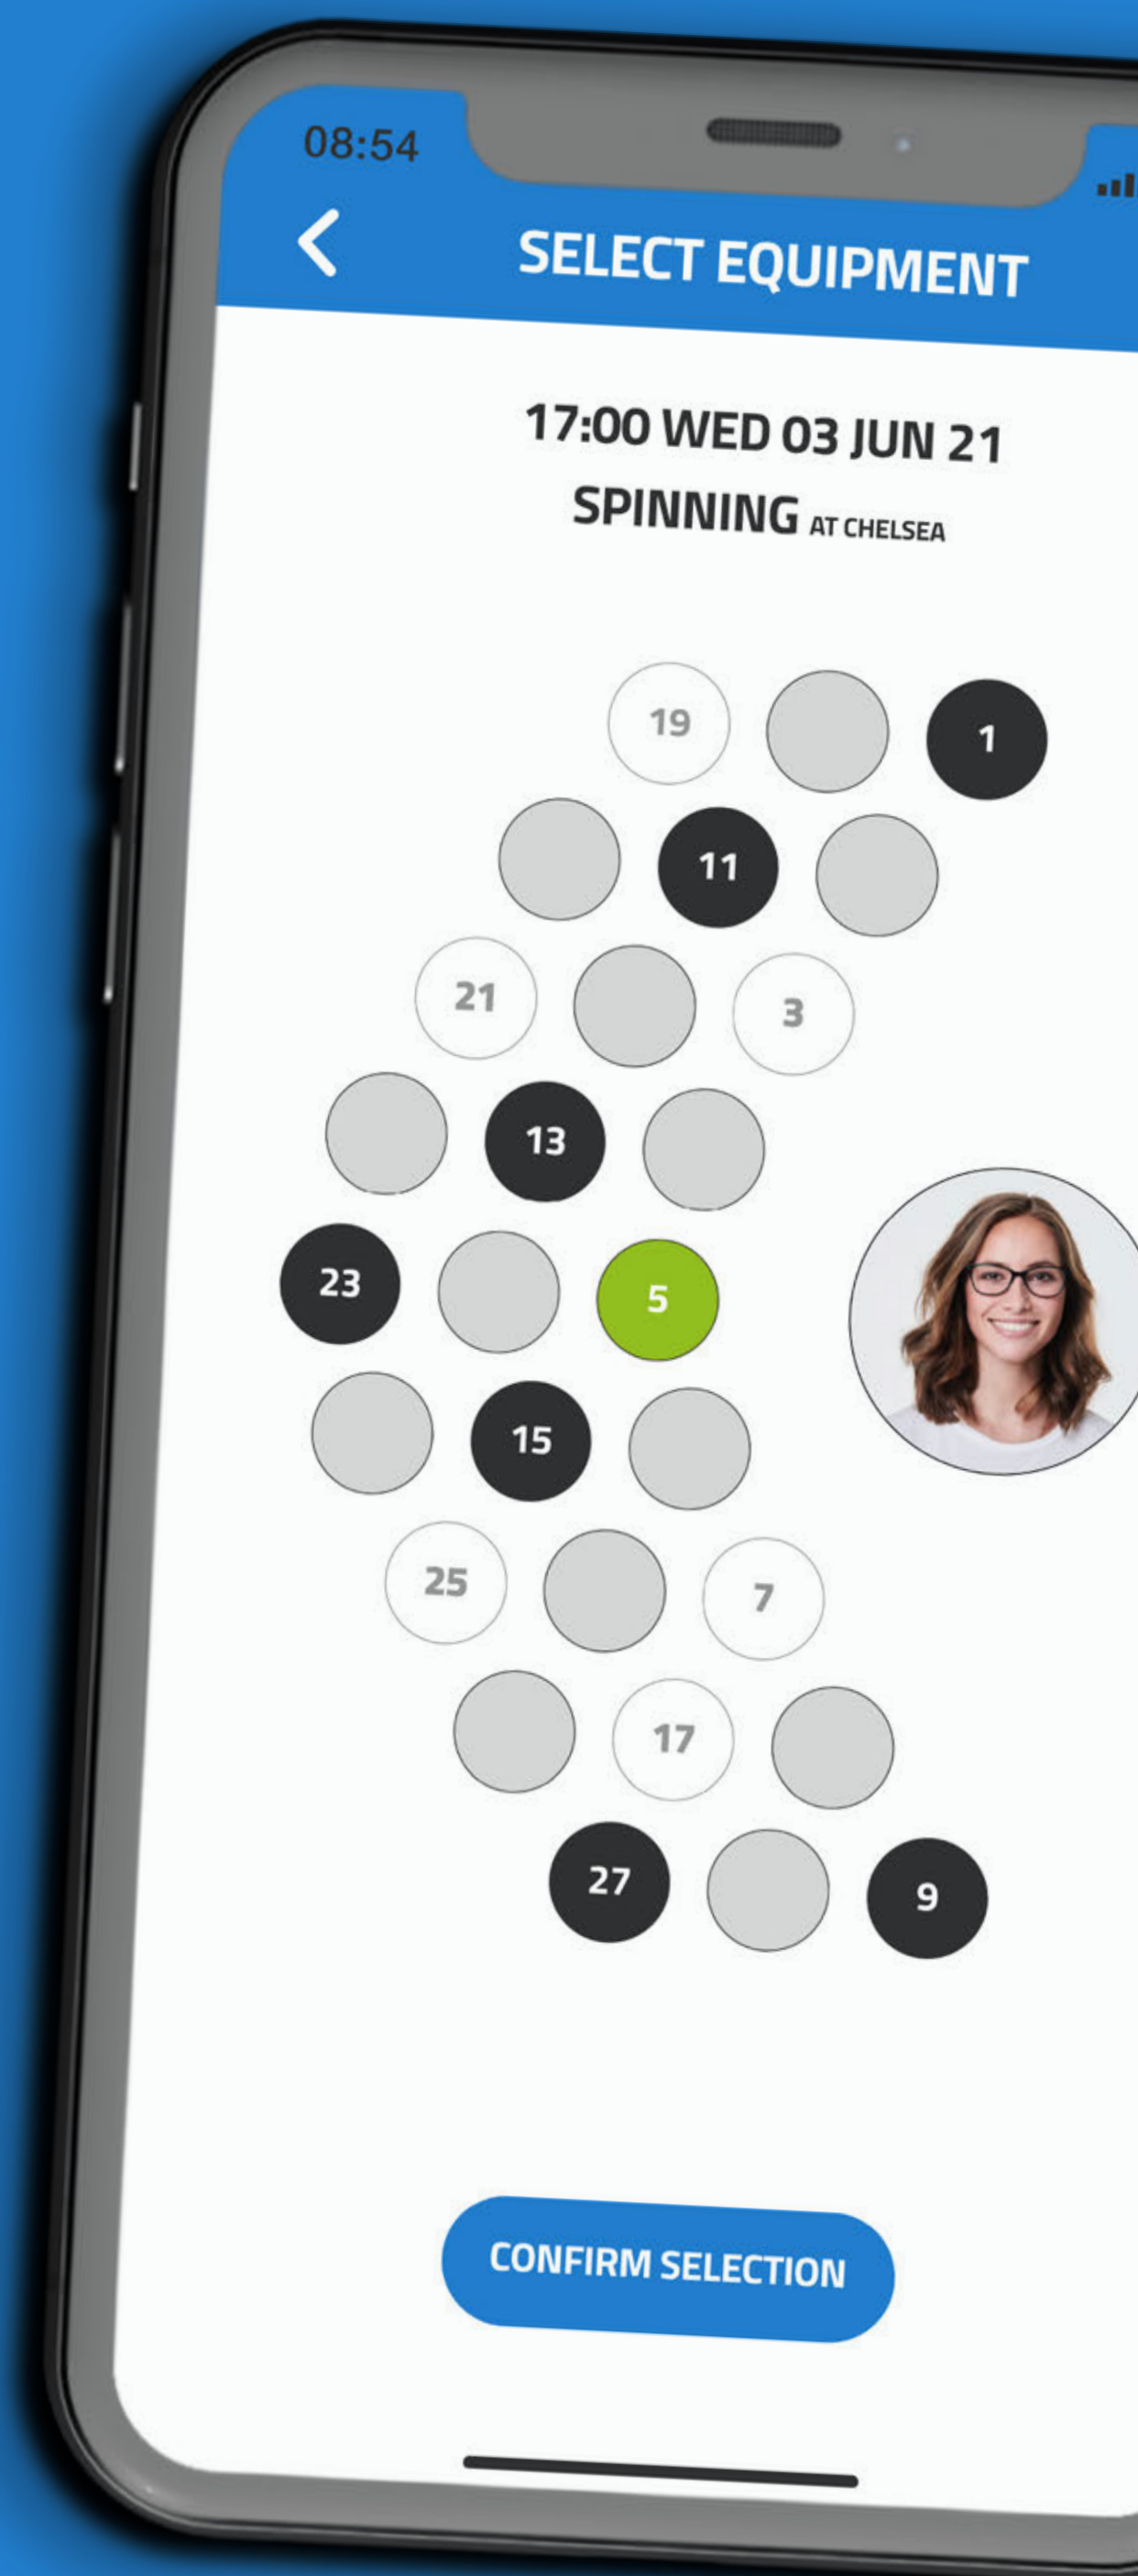 08:54
SELECT EQUIPMENT
17:00 WED 03 JUN 21
SPINNING AT CHELSEA
19 1
11
21 3
13
23 5
15
25 7
17
27 9
CONFIRM SELECTION